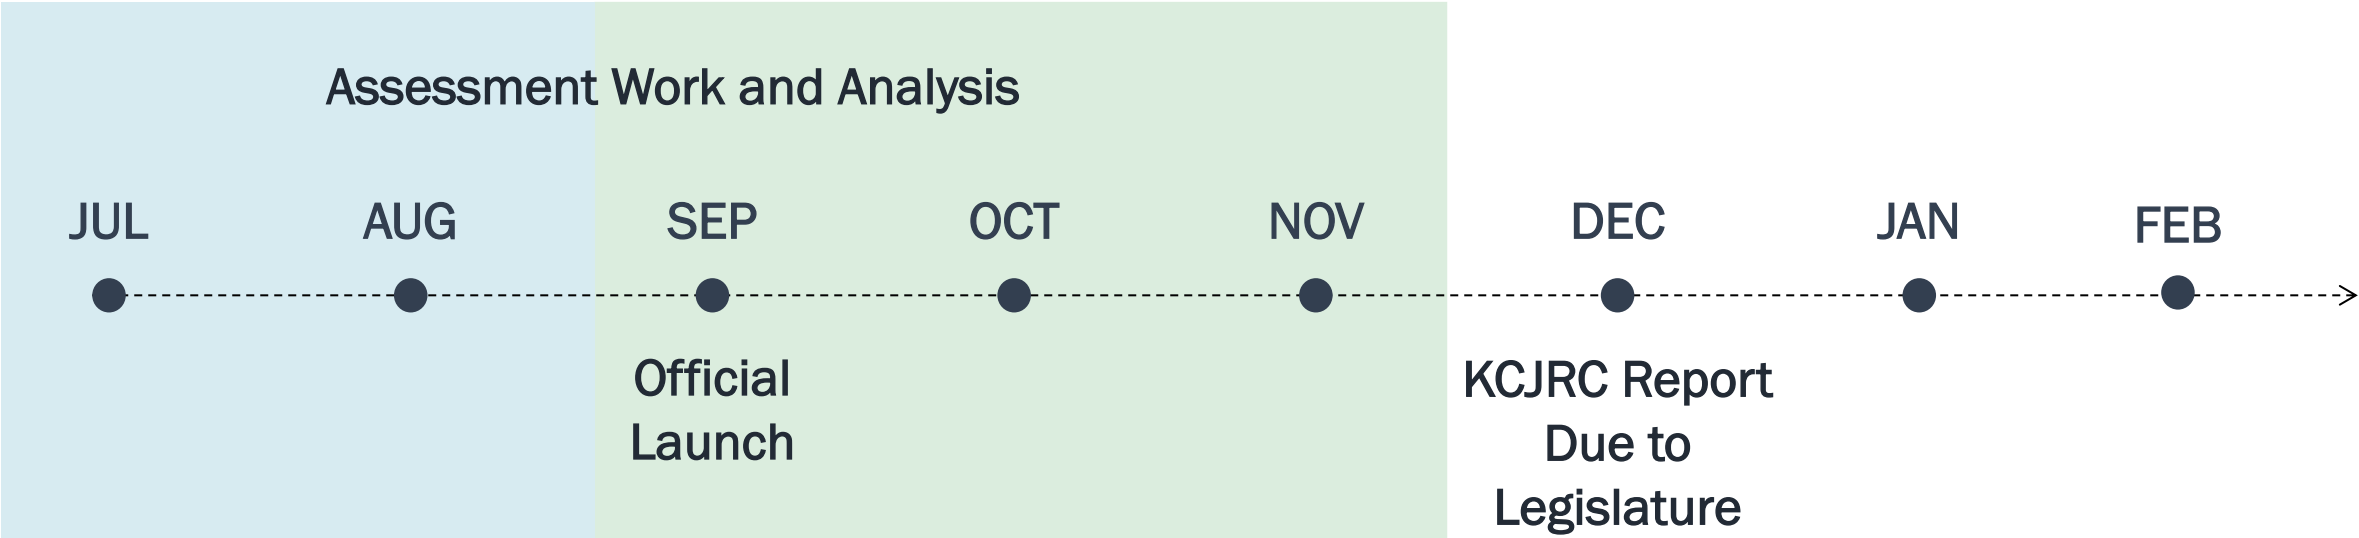 Assessment Work and Analysis
JUL AUG SEP OCT NOV DEC JAN FEB
Official
Launch
KCJRC Report
Due to
Legislature